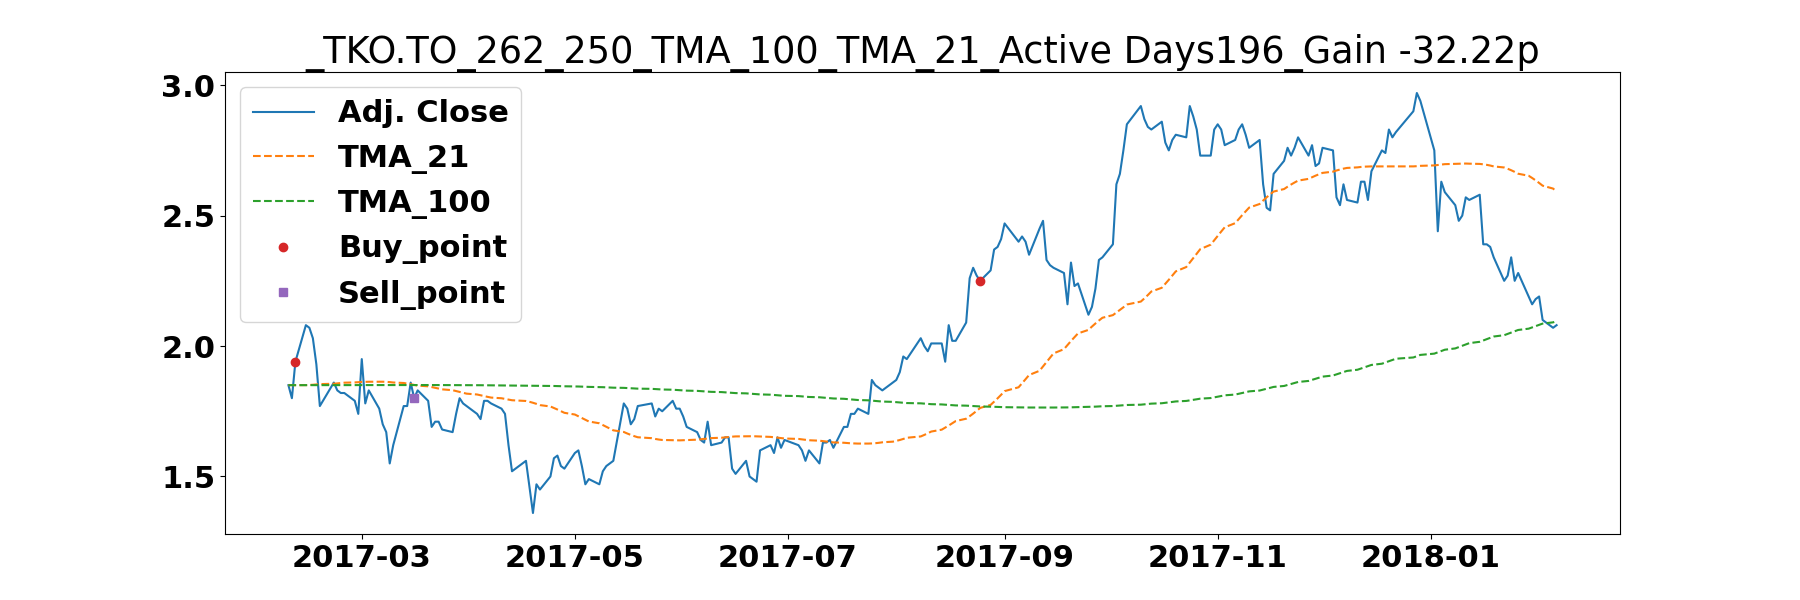 _TKO.TO_262_250_TMA_100_TMA_21_Active Days196_Gain -32.22p
3.0
2.5
2.0
1.5
Adj. Close
TMA_21
TMA_100
Buy_point
Sell_point
2017-03 2017-05 2017-07 2017-09 2017-11 2018-01